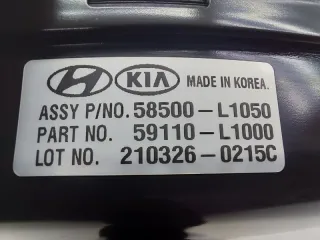 KIA MADE IN KOREA.
ASSY P/NO. 58500-L1050
PART NO. 59110-L1000
LOT NO. 210326-0215C